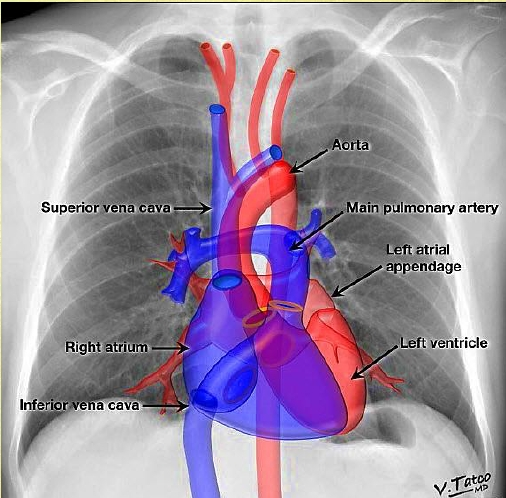 Aorta
Superior vena cava
Main pulmonary artery
Left atrial
appendage
Right atrium
Left ventricle
Inferior vena cava
V. Tatco
MD